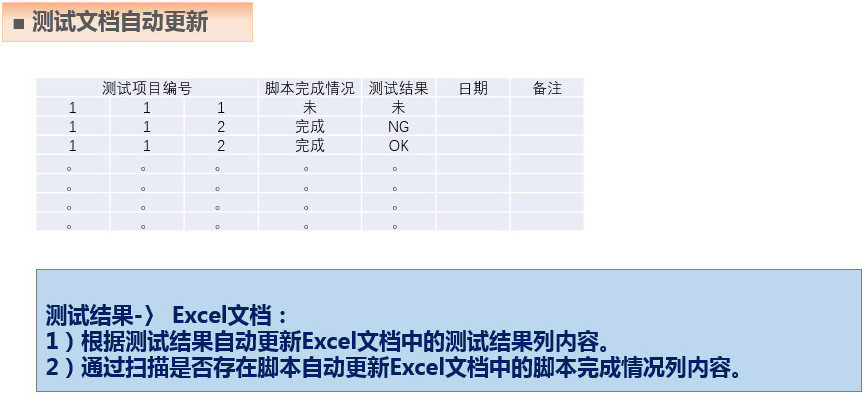 ■ 测试文档自动更新
测试项目编号 脚本完成情况 测试结果 日期 备注
1 1 1 未 未
1 1 2 完成 NG
1 1 2 完成 OK
。 。 。 。 。
。 。 。 。 。
。 。 。 。 。
。 。 。 。 。
测试结果-〉 Excel文档：
1）根据测试结果自动更新Excel文档中的测试结果列内容。
2）通过扫描是否存在脚本自动更新Excel文档中的脚本完成情况列内容。